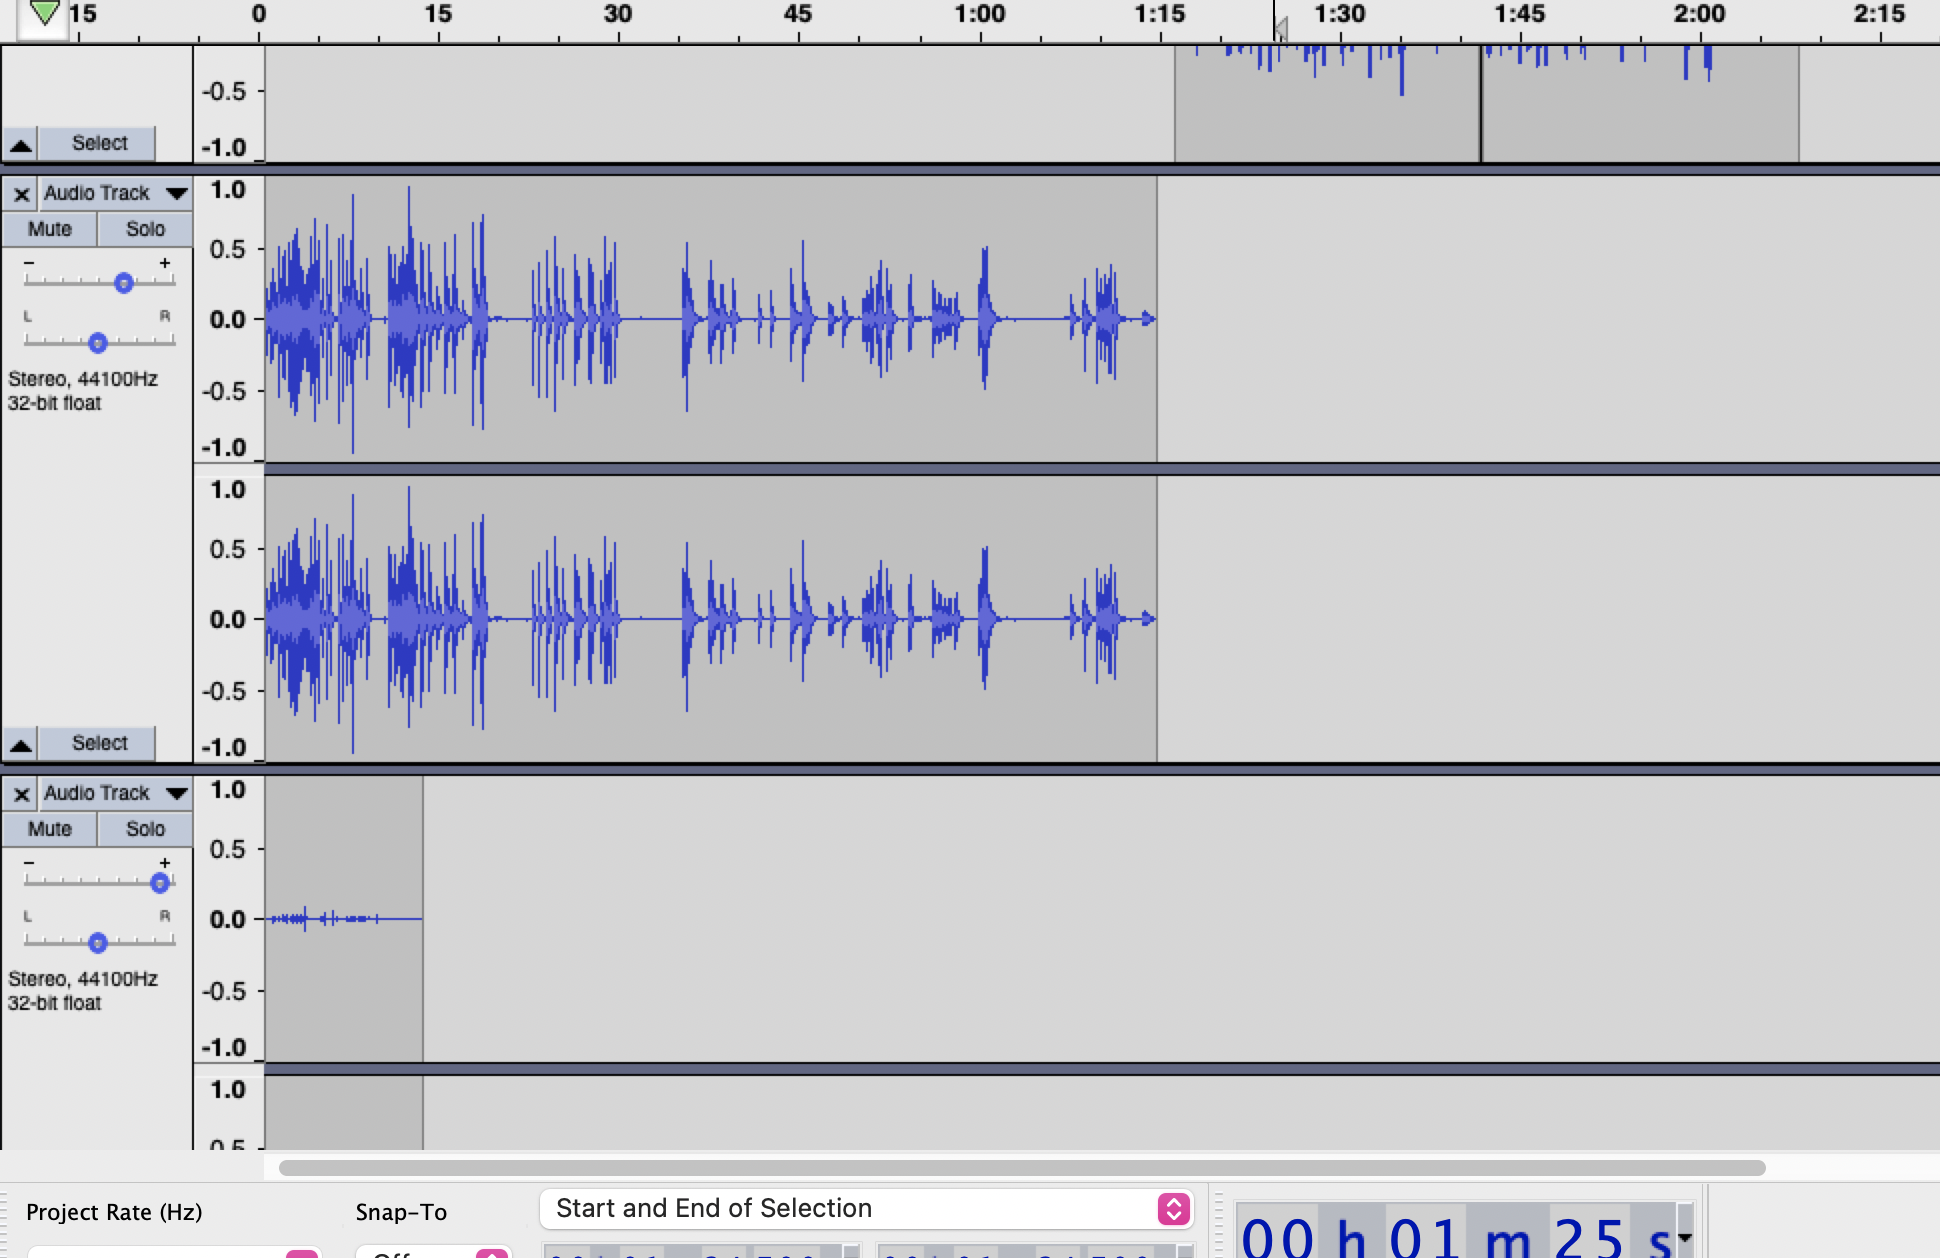 15 0 15 30 45 1:00 1:15 1:30 1:45 2:00 2:15
-0.5
Select
-1.0
Audio Track
1.0
Mute Solo
0.5
- +
L R
0.0
Stereo, 44100Hz
32-bit float
-0.5
-1.0
1.0
0.5
0.0
-0.5
Select
-1.0
Audio Track
1.0
Mute Solo
0.5
- +
L R
0.0
Stereo, 44100Hz
32-bit float
-0.5
-1.0
1.0
0.5
Project Rate (Hz)
Snap-To
Start and End of Selection
Off
00 h 01 m 25 s